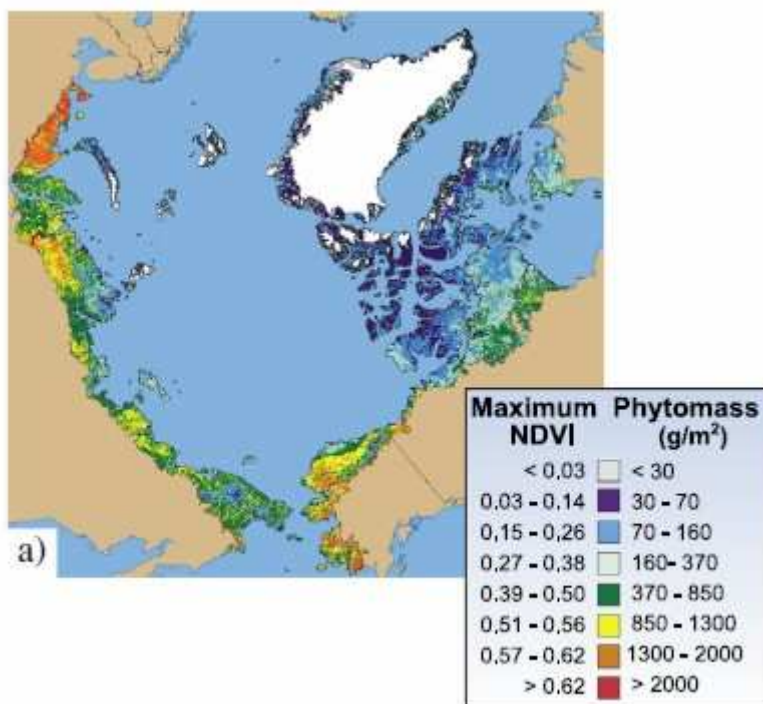 a)
Maximum Phytomass
NDVI (g/m²)
< 0.03 < 30
0.03 - 0.14 30 - 70
0.15 - 0.26 70 - 160
0.27 - 0.38 160 - 370
0.39 - 0.50 370 - 850
0.51 - 0.56 850 - 1300
0.57 - 0.62 1300 - 2000
> 0.62 > 2000